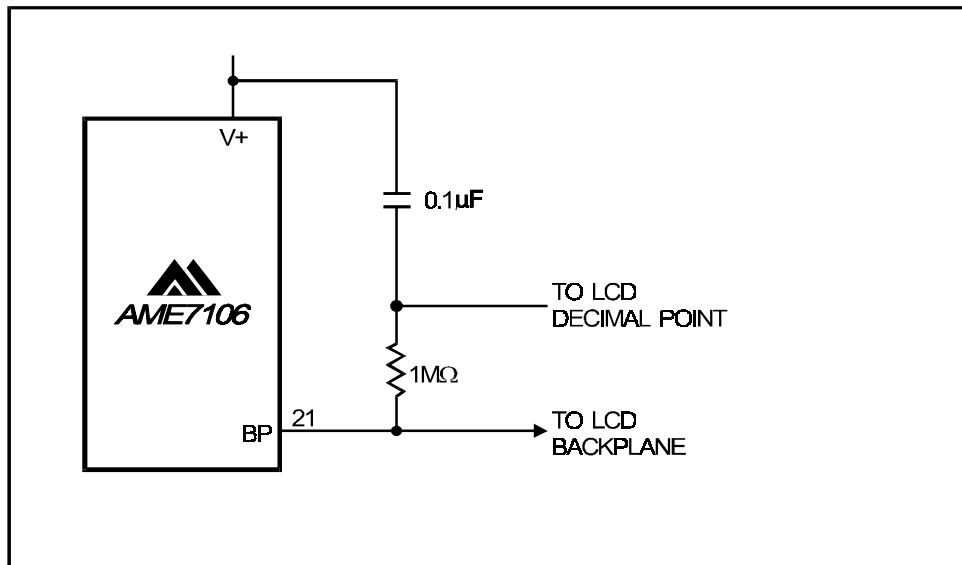 V+
0.1µF
AME7106
TO LCD
DECIMAL POINT
1MΩ
21
BP
TO LCD
BACKPLANE